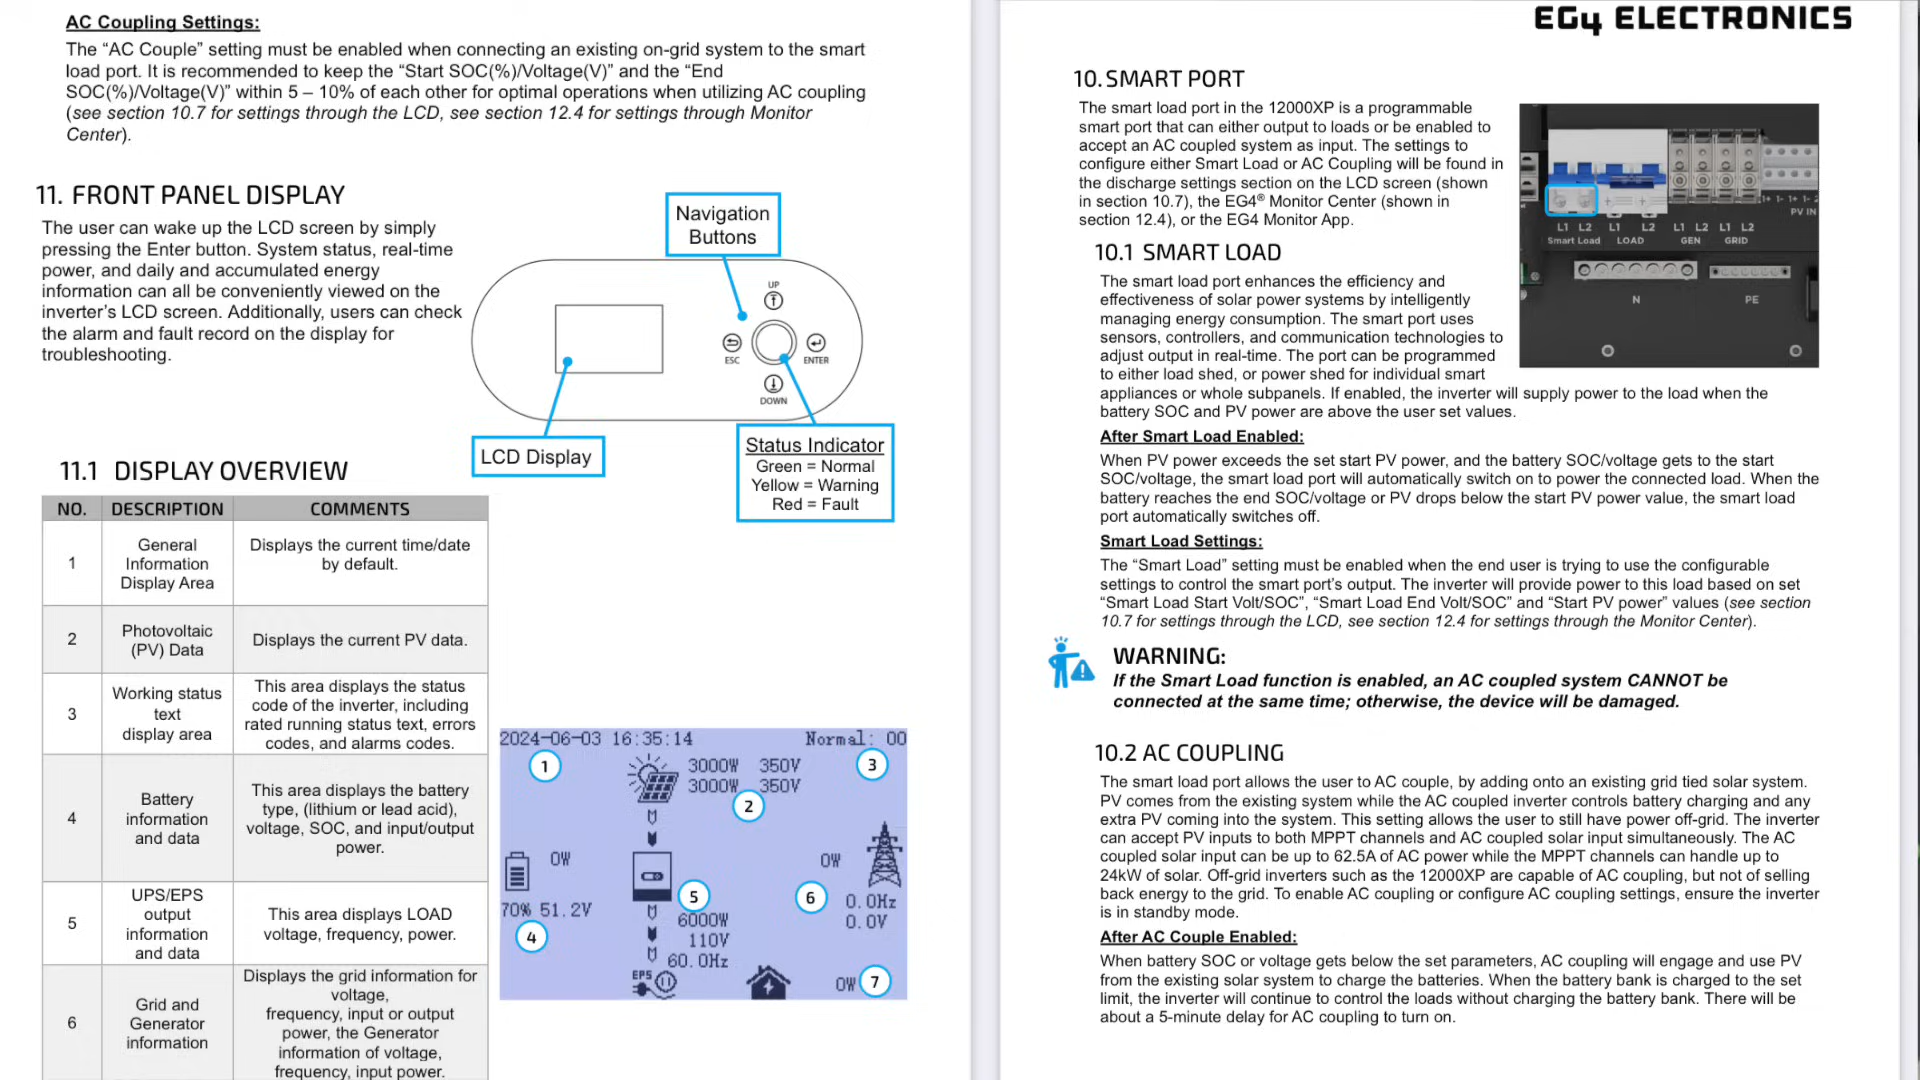 AC Coupling Settings:
The “AC Couple” setting must be enabled when connecting an existing on-grid system to the smart
load port. It is recommended to keep the “Start SOC(%)/Voltage(V)” and the “End
SOC(%)/Voltage(V)” within 5 – 10% of each other for optimal operations when utilizing AC coupling
(see section 10.7 for settings through the LCD, see section 12.4 for settings through Monitor
Center).
11. FRONT PANEL DISPLAY
The user can wake up the LCD screen by simply
pressing the Enter button. System status, real-time
power, and daily and accumulated energy
information can all be conveniently viewed on the
inverter’s LCD screen. Additionally, users can check
the alarm and fault record on the display for
troubleshooting.
Navigation
Buttons
UP
ESC
ENTER
DOWN
LCD Display
Status Indicator
Green = Normal
Yellow = Warning
Red = Fault
11.1 DISPLAY OVERVIEW
NO. DESCRIPTION COMMENTS
1
General
Information
Display Area
Displays the current time/date
by default.
2
Photovoltaic
(PV) Data
Displays the current PV data.
3
Working status
text
display area
This area displays the status
code of the inverter, including
rated running status text, errors
codes, and alarms codes.
4
Battery
information
and data
This area displays the battery
type, (lithium or lead acid),
voltage, SOC, and input/output
power.
5
UPS/EPS
output
information
and data
This area displays LOAD
voltage, frequency, power.
6
Grid and
Generator
information
Displays the grid information for
voltage,
frequency, input or output
power, the Generator
information of voltage,
frequency, input power.
2024-06-03 16:35:14 Normal: 00
1
3
3000W 350V
3000W 350V
2
0W
0W
5
6
0.0Hz
70% 51.2V
6000W
0.0V
4
110V
60.0Hz
EPS
0W
7
EG4 ELECTRONICS
10. SMART PORT
The smart load port in the 12000XP is a programmable
smart port that can either output to loads or be enabled to
accept an AC coupled system as input. The settings to
configure either Smart Load or AC Coupling will be found in
the discharge settings section on the LCD screen (shown
in section 10.7), the EG4® Monitor Center (shown in
section 12.4), or the EG4 Monitor App.
PV IN
L1 L2 L1 L2 L1 L2 L1 L2
Smart Load LOAD GEN GRID
N PE
10.1 SMART LOAD
The smart load port enhances the efficiency and
effectiveness of solar power systems by intelligently
managing energy consumption. The smart port uses
sensors, controllers, and communication technologies to
adjust output in real-time. The port can be programmed
to either load shed, or power shed for individual smart
appliances or whole subpanels. If enabled, the inverter will supply power to the load when the
battery SOC and PV power are above the user set values.
After Smart Load Enabled:
When PV power exceeds the set start PV power, and the battery SOC/voltage gets to the start
SOC/voltage, the smart load port will automatically switch on to power the connected load. When the
battery reaches the end SOC/voltage or PV drops below the start PV power value, the smart load
port automatically switches off.
Smart Load Settings:
The “Smart Load” setting must be enabled when the end user is trying to use the configurable
settings to control the smart port’s output. The inverter will provide power to this load based on set
“Smart Load Start Volt/SOC”, “Smart Load End Volt/SOC” and “Start PV power” values (see section
10.7 for settings through the LCD, see section 12.4 for settings through the Monitor Center).
WARNING:
If the Smart Load function is enabled, an AC coupled system CANNOT be
connected at the same time; otherwise, the device will be damaged.
10.2 AC COUPLING
The smart load port allows the user to AC couple, by adding onto an existing grid tied solar system.
PV comes from the existing system while the AC coupled inverter controls battery charging and any
extra PV coming into the system. This setting allows the user to still have power off-grid. The inverter
can accept PV inputs to both MPPT channels and AC coupled solar input simultaneously. The AC
coupled solar input can be up to 62.5A of AC power while the MPPT channels can handle up to
24kW of solar. Off-grid inverters such as the 12000XP are capable of AC coupling, but not of selling
back energy to the grid. To enable AC coupling or configure AC coupling settings, ensure the inverter
is in standby mode.
After AC Couple Enabled:
When battery SOC or voltage gets below the set parameters, AC coupling will engage and use PV
from the existing solar system to charge the batteries. When the battery bank is charged to the set
limit, the inverter will continue to control the loads without charging the battery bank. There will be
about a 5-minute delay for AC coupling to turn on.